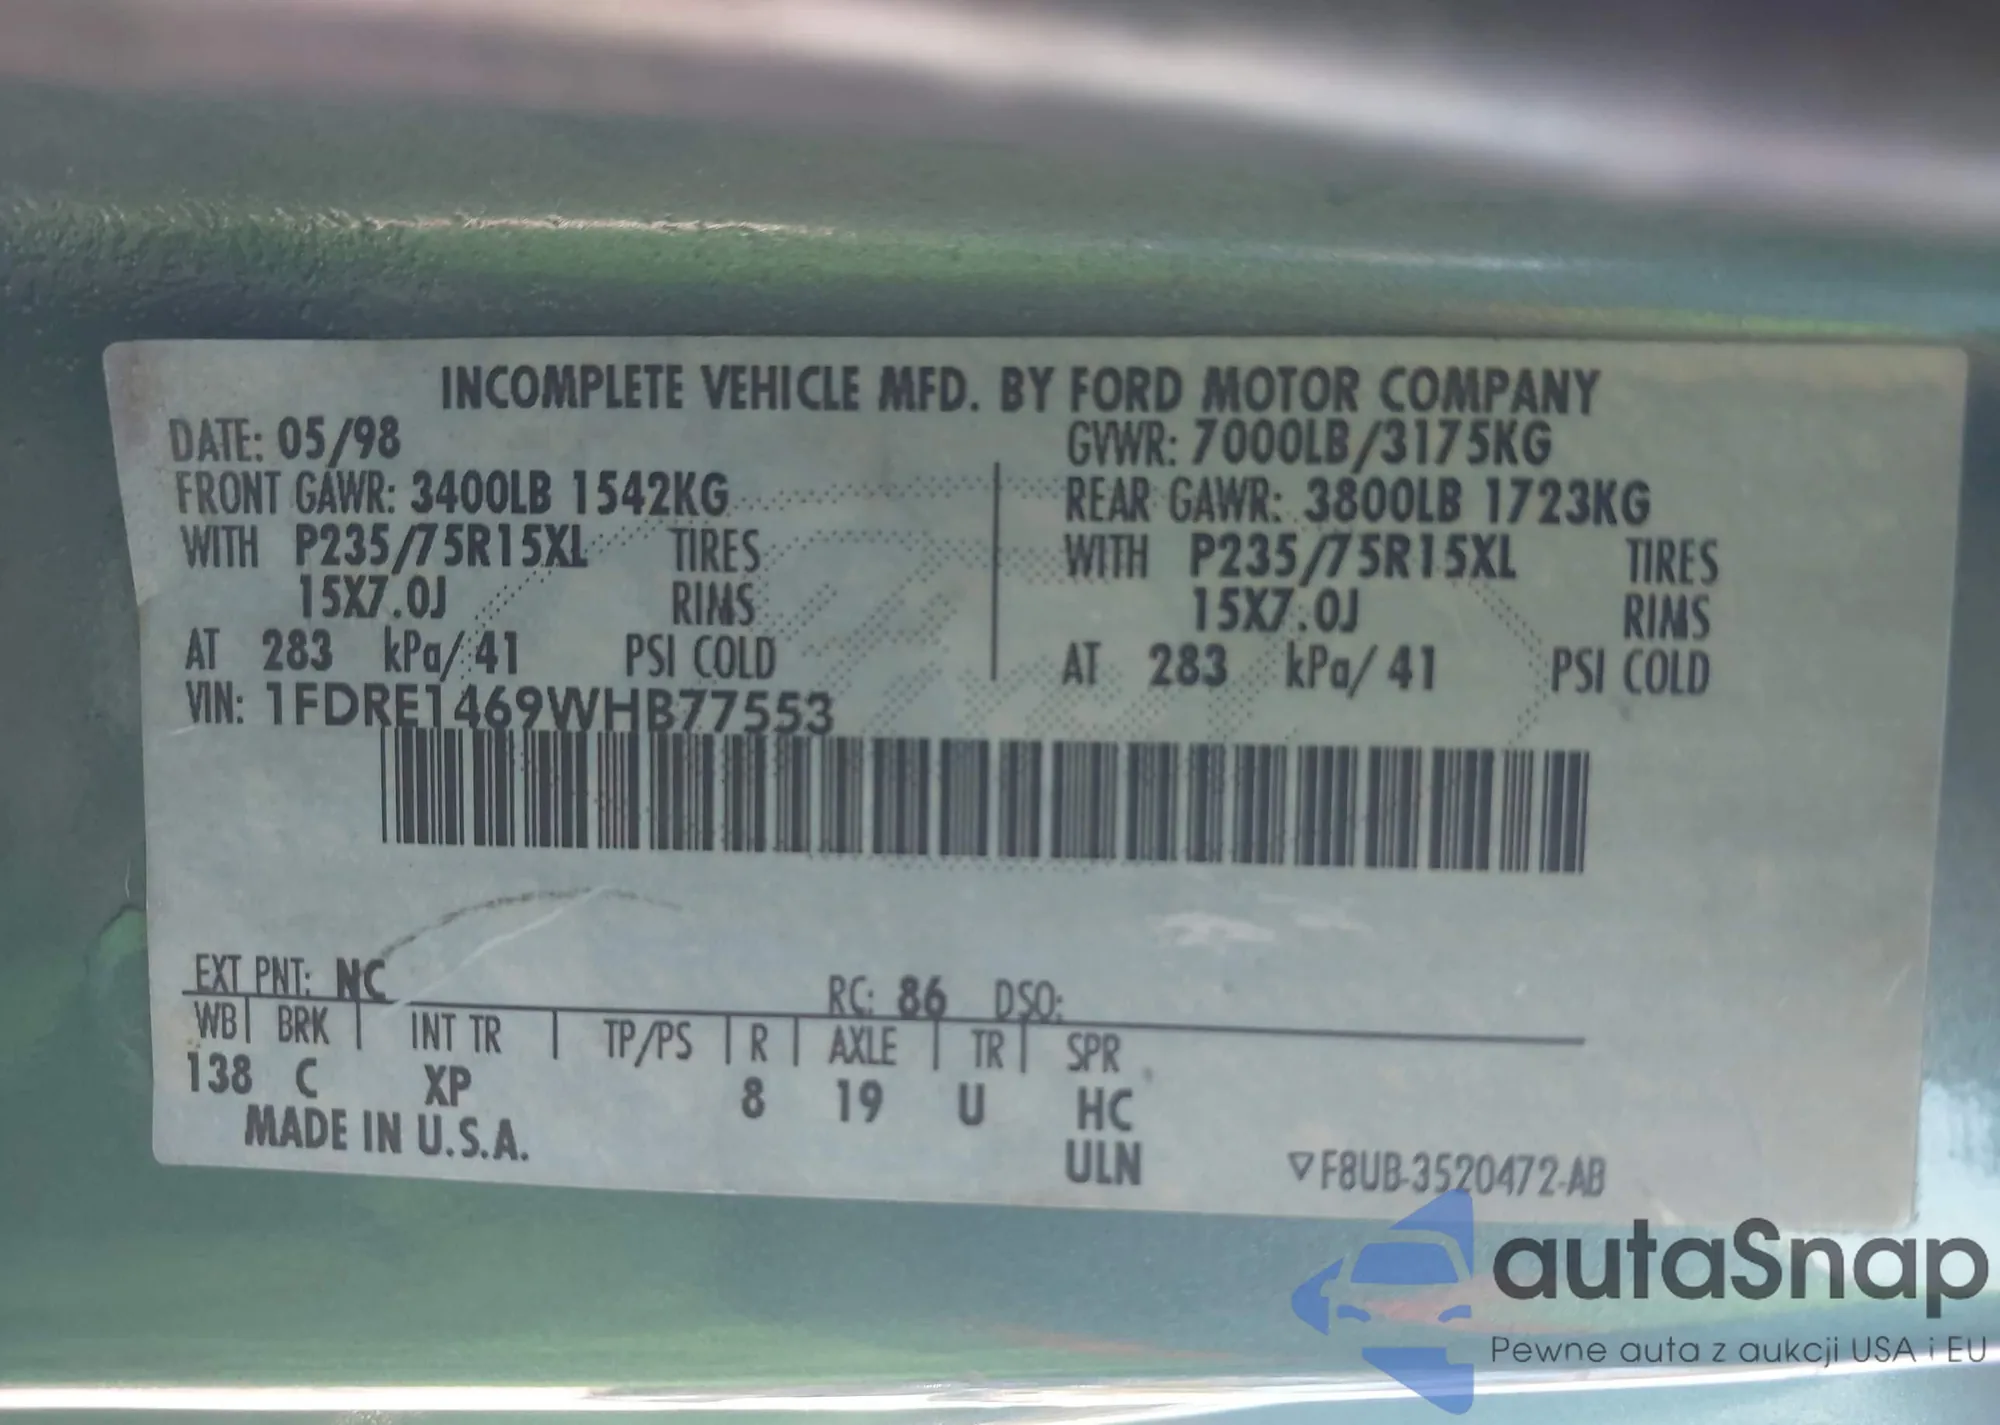 INCOMPLETE VEHICLE MFD. BY FORD MOTOR COMPANY
DATE: 05/98 GVWR: 7000LB/3175KG
FRONT GAWR: 3400LB 1542KG REAR GAWR: 3800LB 1723KG
WITH P235/75R15XL TIRES WITH P235/75R15XL TIRES
15X7.0J RIMS 15X7.0J RIMS
AT 283 kPa/41 PSI COLD AT 283 kPa/41 PSI COLD
VIN: 1FDRE1469WHB77553
EXT PNT: NC RC: 86 DSO:
WB | BRK | INT TR | TP/PS | R | AXLE | TR | SPR
138 C XP 8 19 U HC
MADE IN U.S.A. ULN
▽F8UB-3520472-AB
autaSnap
Pewne auta z aukcji USA i EU